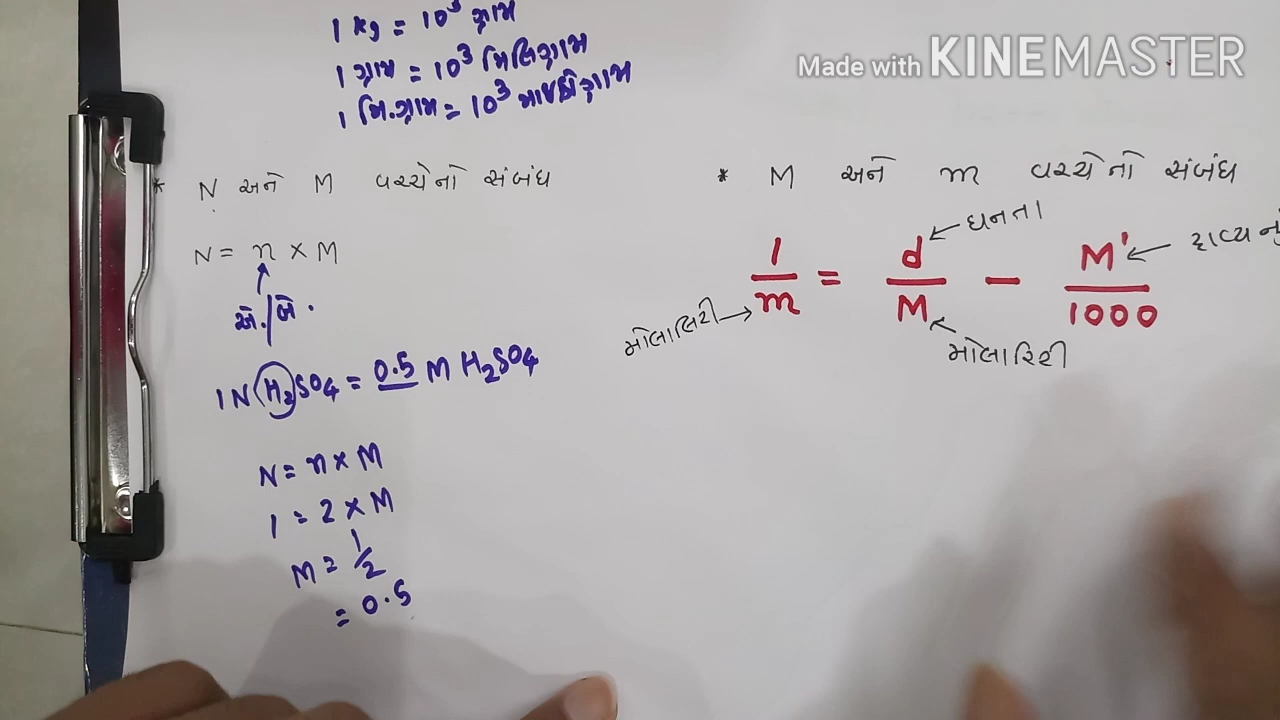 1 kg = 10³ ગ્રામ
1 ગ્રામ = 10³ મિલિગ્રામ
1 મિ.ગ્રામ = 10³ માઇક્રોગ્રામ
Made with KINEMASTER
* N અને M વચ્ચેનો સંબંધ
N = n × M
એ./બે.
1 N H₂SO₄ = 0.5 M H₂SO₄
N = n × M
1 = 2 × M
M = 1/2
= 0.5
* M અને m વચ્ચેનો સંબંધ
ઘનતા
1/m = d/M - M'/1000
દ્રાવ્યનું
મોલાલિટી
મોલારિટી